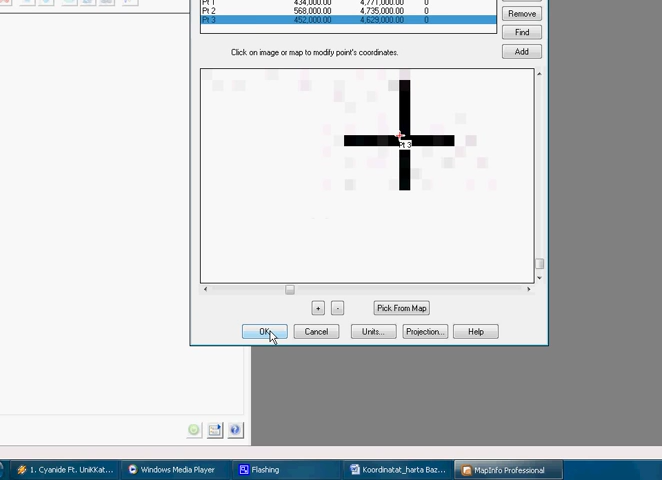 Pt 1 434,000.00 4,771,000.00 0
Pt 2 568,000.00 4,735,000.00 0
Pt 3 452,000.00 4,629,000.00 0
Remove
Find
Add
Click on image or map to modify point's coordinates.
Pt 3
+ - Pick From Map
OK Cancel Units... Projection... Help
1. Cyanide Ft. UniKKat... Windows Media Player Flashing Koordinatat_harta Baz... MapInfo Professional